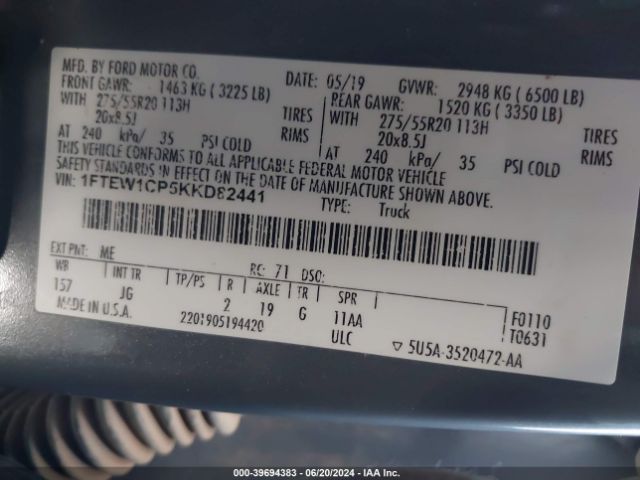 MFD. BY FORD MOTOR CO.
DATE: 05/19 GVWR: 2948 KG ( 6500 LB)
FRONT GAWR: 1463 KG ( 3225 LB) REAR GAWR: 1520 KG ( 3350 LB)
WITH 275/55R20 113H TIRES WITH 275/55R20 113H TIRES
20x8.5J RIMS 20x8.5J RIMS
AT 240 kPa/ 35 PSI COLD AT 240 kPa/ 35 PSI COLD
THIS VEHICLE CONFORMS TO ALL APPLICABLE FEDERAL MOTOR VEHICLE
SAFETY STANDARDS IN EFFECT ON THE DATE OF MANUFACTURE SHOWN ABOVE.
VIN: 1FTEW1CP5KKD82441 TYPE: Truck
EXT PNT: ME RC: 71 DSO:
WB INT TR TP/PS R AXLE TR SPR
157 JG 2 19 G 11AA F0110
T0631
MADE IN U.S.A. 2201905194420 ULC ▽ 5U5A-3520472-AA
000-39694383 - 06/20/2024 - IAA Inc.